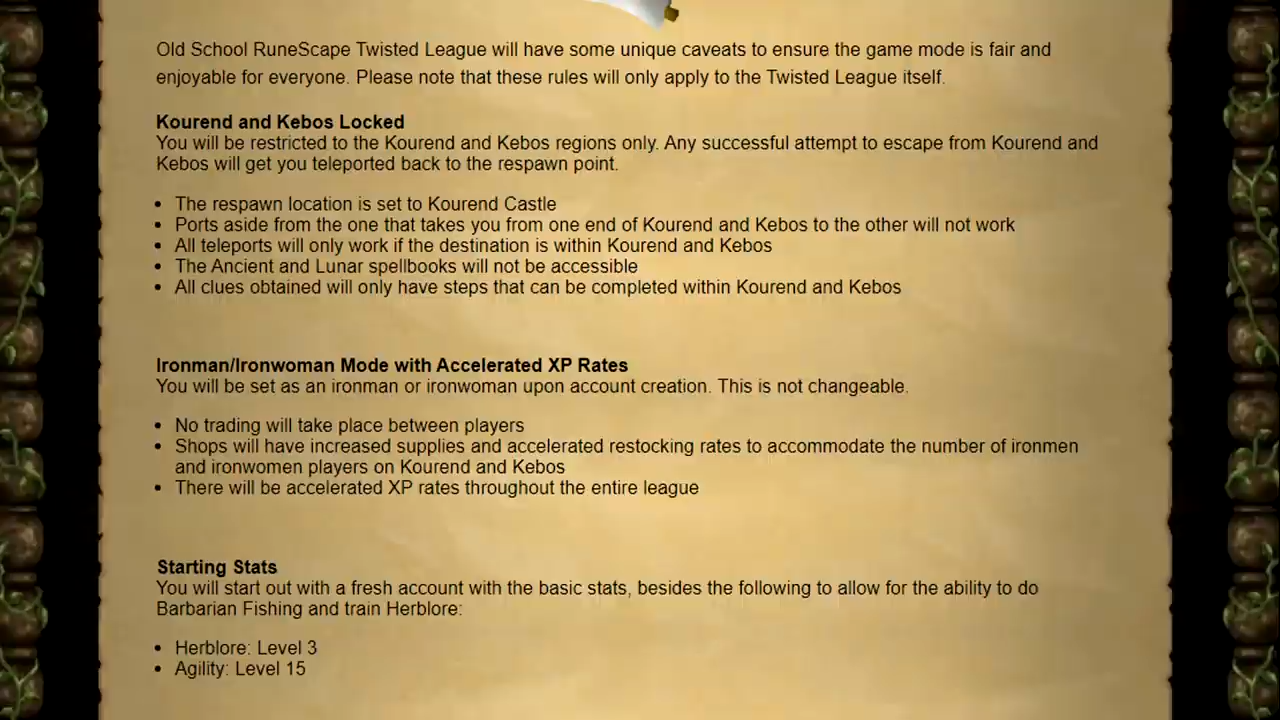 Old School RuneScape Twisted League will have some unique caveats to ensure the game mode is fair and
enjoyable for everyone. Please note that these rules will only apply to the Twisted League itself.
Kourend and Kebos Locked
You will be restricted to the Kourend and Kebos regions only. Any successful attempt to escape from Kourend and
Kebos will get you teleported back to the respawn point.
• The respawn location is set to Kourend Castle
• Ports aside from the one that takes you from one end of Kourend and Kebos to the other will not work
• All teleports will only work if the destination is within Kourend and Kebos
• The Ancient and Lunar spellbooks will not be accessible
• All clues obtained will only have steps that can be completed within Kourend and Kebos
Ironman/Ironwoman Mode with Accelerated XP Rates
You will be set as an ironman or ironwoman upon account creation. This is not changeable.
• No trading will take place between players
• Shops will have increased supplies and accelerated restocking rates to accommodate the number of ironmen
and ironwomen players on Kourend and Kebos
• There will be accelerated XP rates throughout the entire league
Starting Stats
You will start out with a fresh account with the basic stats, besides the following to allow for the ability to do
Barbarian Fishing and train Herblore:
• Herblore: Level 3
• Agility: Level 15